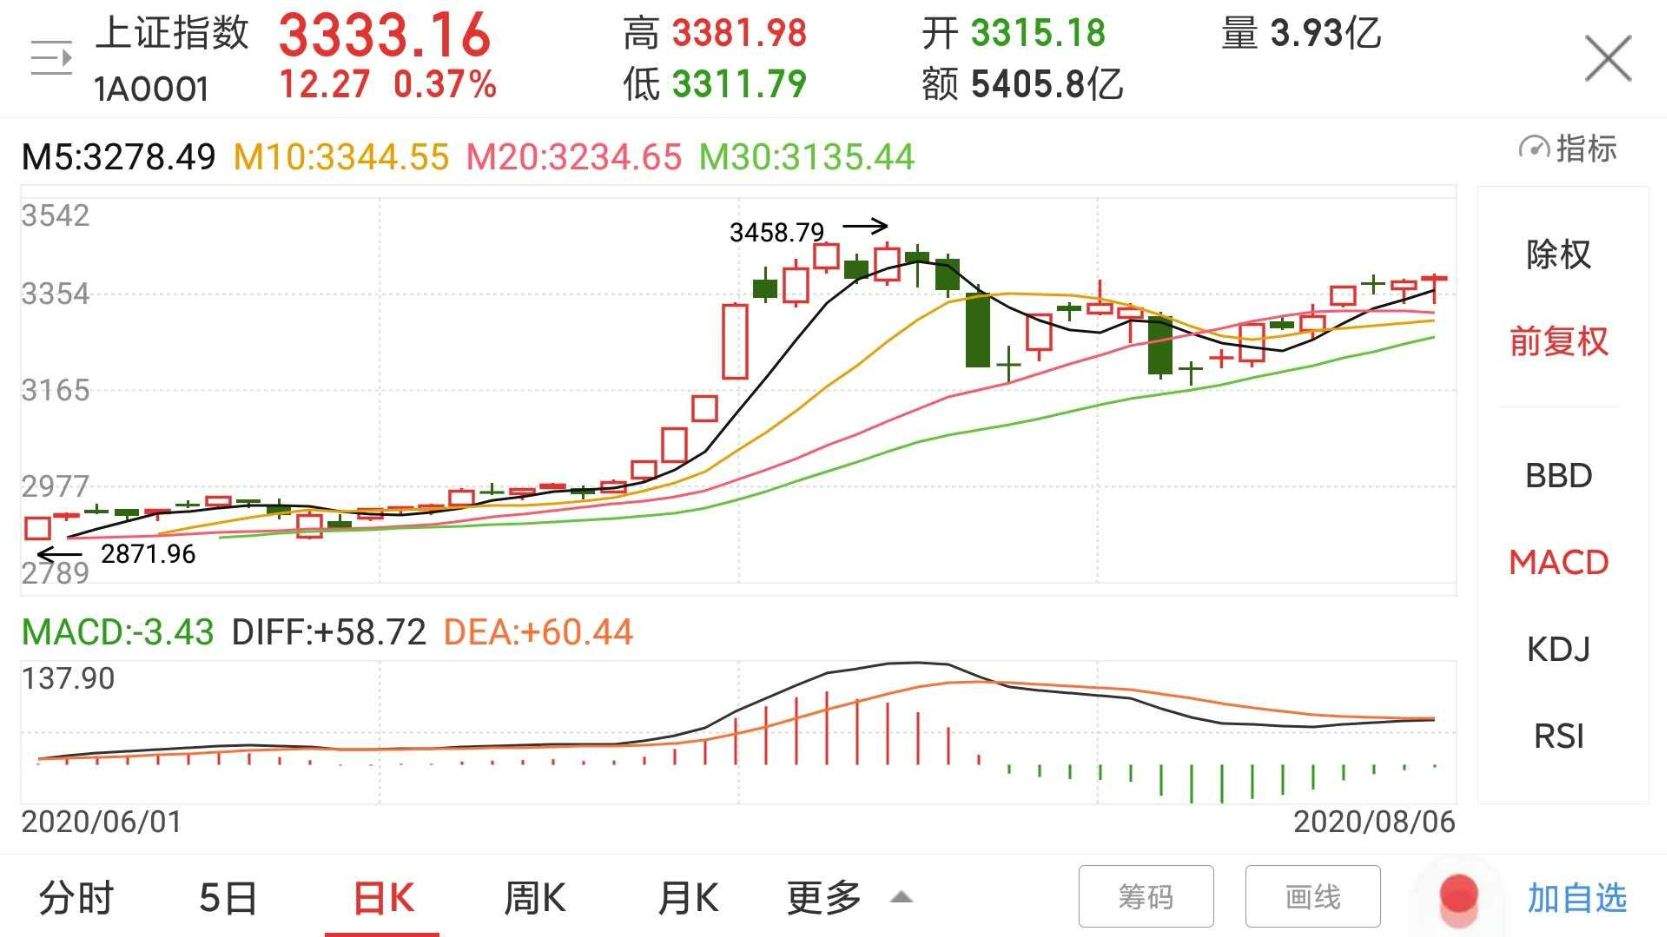 上证指数 3333.16 高 3381.98 开 3315.18 量 3.93亿
1A0001 12.27 0.37% 低 3311.79 额 5405.8亿
M5:3278.49 M10:3344.55 M20:3234.65 M30:3135.44
指标
3542
3458.79
3354
3165
2977
2871.96
2789
除权
前复权
BBD
MACD
KDJ
RSI
MACD:-3.43 DIFF:+58.72 DEA:+60.44
137.90
2020/06/01 2020/08/06
分时 5日 日K 周K 月K 更多 筹码 画线 加自选